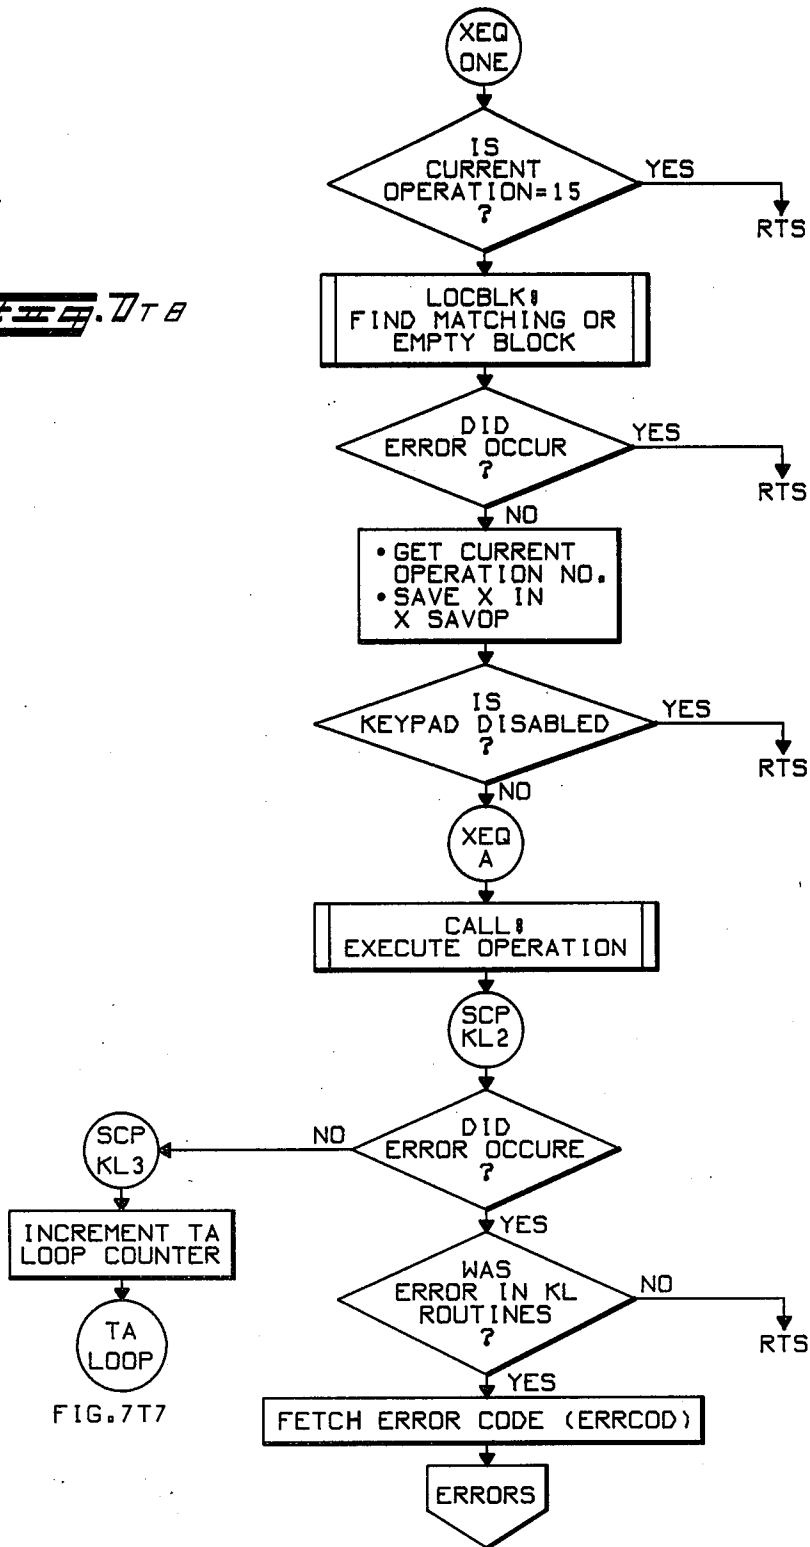 XEQ
ONE
IS
CURRENT
OPERATION=15
?
YES
RTS
Fig. 7T8
LOCBLK:
FIND MATCHING OR
EMPTY BLOCK
DID
ERROR OCCUR
?
YES
RTS
NO
• GET CURRENT
OPERATION NO.
• SAVE X IN
X SAVOP
IS
KEYPAD DISABLED
?
YES
RTS
NO
XEQ
A
CALL:
EXECUTE OPERATION
SCP
KL2
DID
ERROR OCCURE
?
NO
SCP
KL3
INCREMENT TA
LOOP COUNTER
TA
LOOP
FIG.7T7
YES
WAS
ERROR IN KL
ROUTINES
?
NO
RTS
YES
FETCH ERROR CODE (ERRCOD)
ERRORS